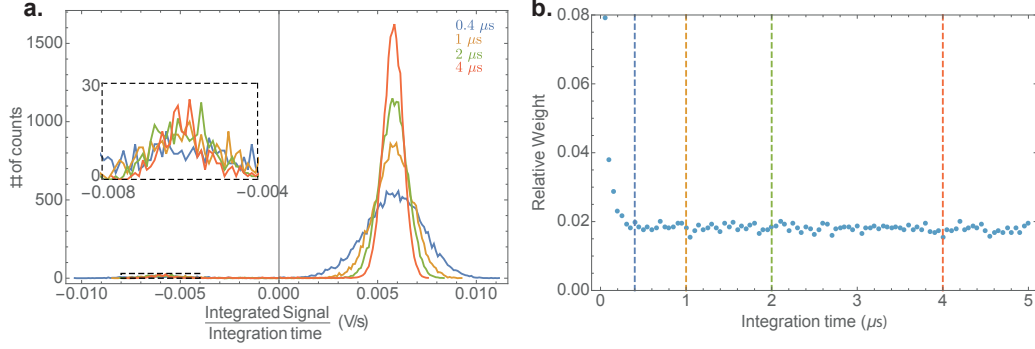 a.
0.4 μs
1 μs
2 μs
4 μs
# of counts
1500
1000
500
0
30
0
−0.008
−0.004
−0.010
−0.005
0.000
0.005
0.010
Integrated Signal
Integration time
(V/s)
b.
Relative Weight
0.08
0.06
0.04
0.02
0.00
0
1
2
3
4
5
Integration time (μs)